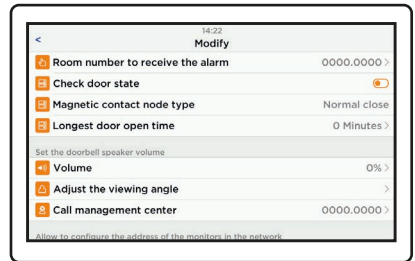 14:22
<
Modify
Room number to receive the alarm 0000.0000 >
Check door state
Magnetic contact node type Normal close
Longest door open time 0 Minutes >
Set the doorbell speaker volume
Volume 0% >
Adjust the viewing angle >
Call management center 0000.0000 >
Allow to configure the address of the monitors in the network